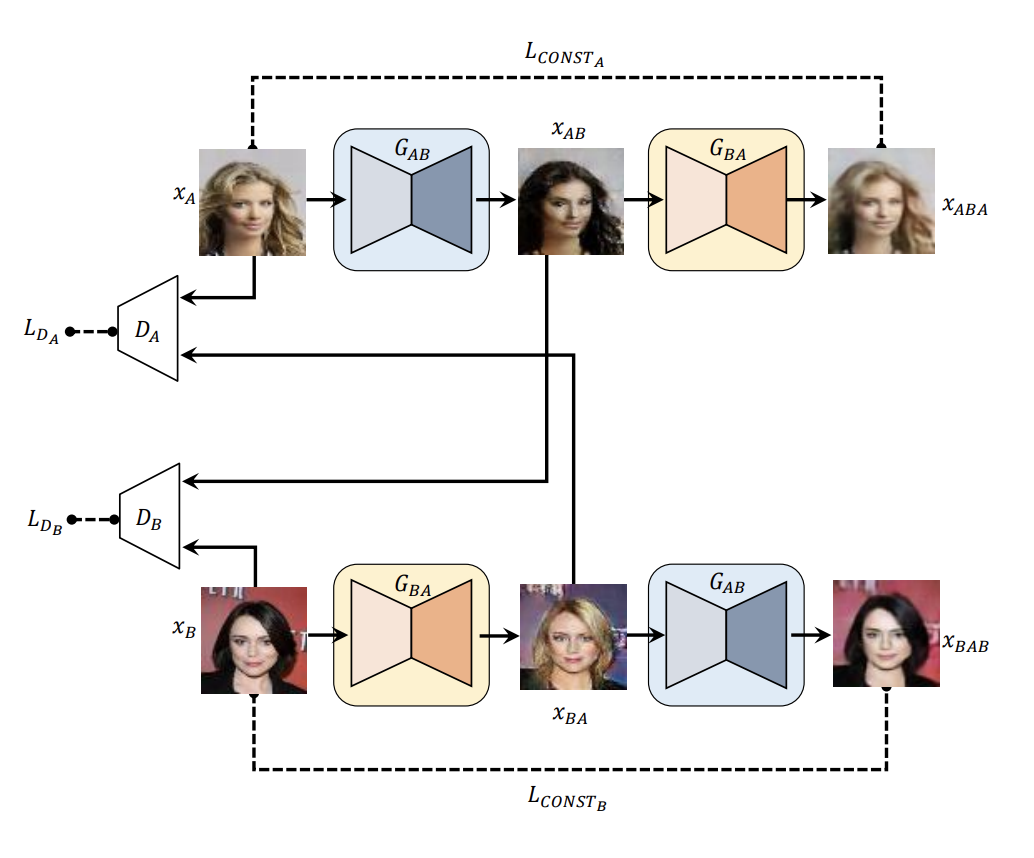 L_{CONST_A}
x_{AB}
G_{AB}
G_{BA}
x_A
x_{ABA}
L_{D_A}
D_A
L_{D_B}
D_B
G_{BA}
G_{AB}
x_B
x_{BAB}
x_{BA}
L_{CONST_B}